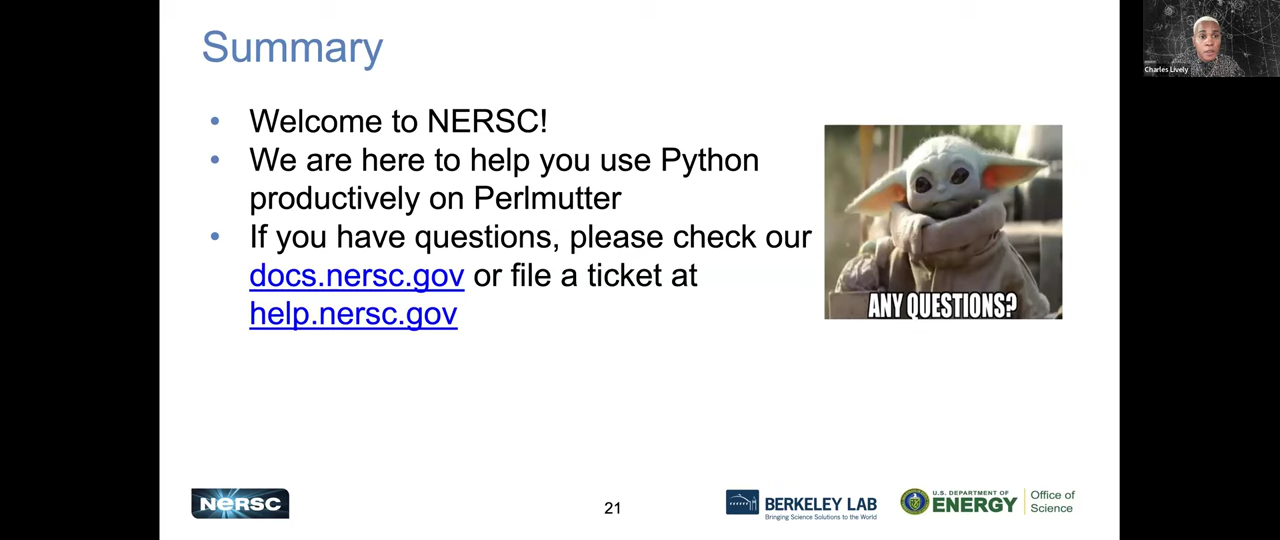 Summary
Charles Lively
• Welcome to NERSC!
• We are here to help you use Python
productively on Perlmutter
• If you have questions, please check our
docs.nersc.gov or file a ticket at
help.nersc.gov
ANY QUESTIONS?
NERSC
21
BERKELEY LAB
Bringing Science Solutions to the World
U.S. DEPARTMENT OF
ENERGY
Office of
Science